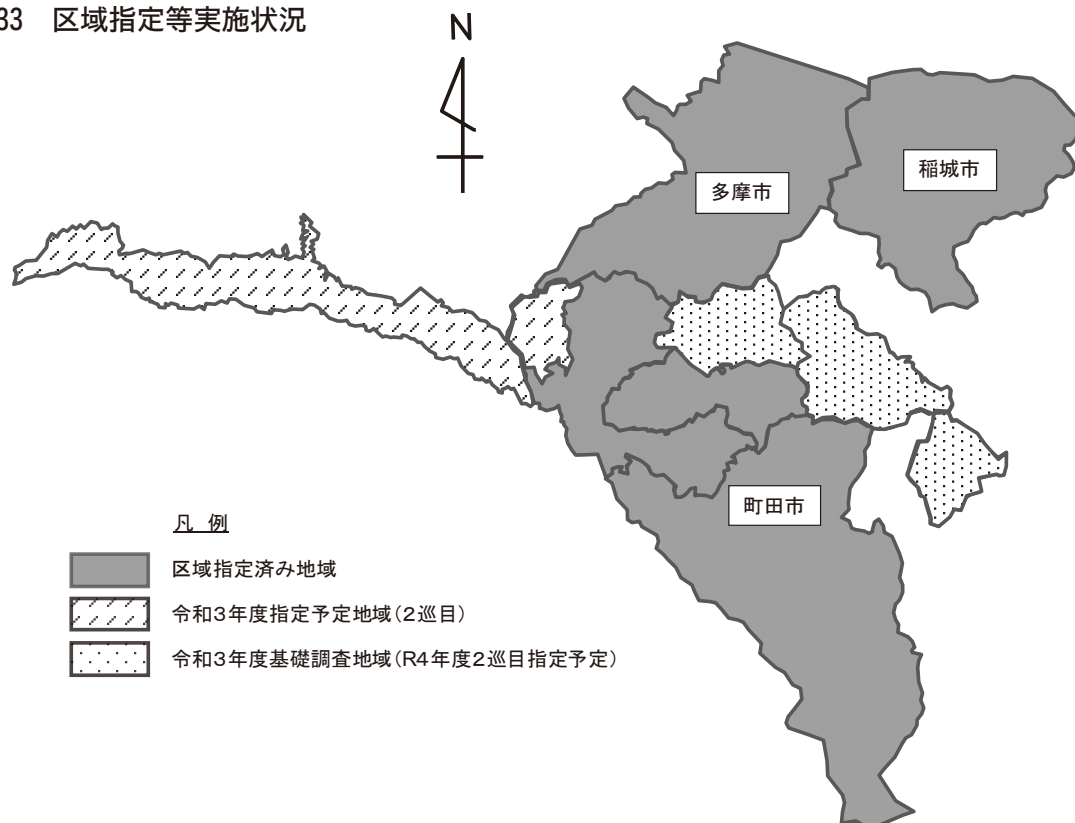 33 区域指定等実施状況
N
稲城市
多摩市
町田市
凡 例
区域指定済み地域
令和3年度指定予定地域(2巡目)
令和3年度基礎調査地域(R4年度2巡目指定予定)